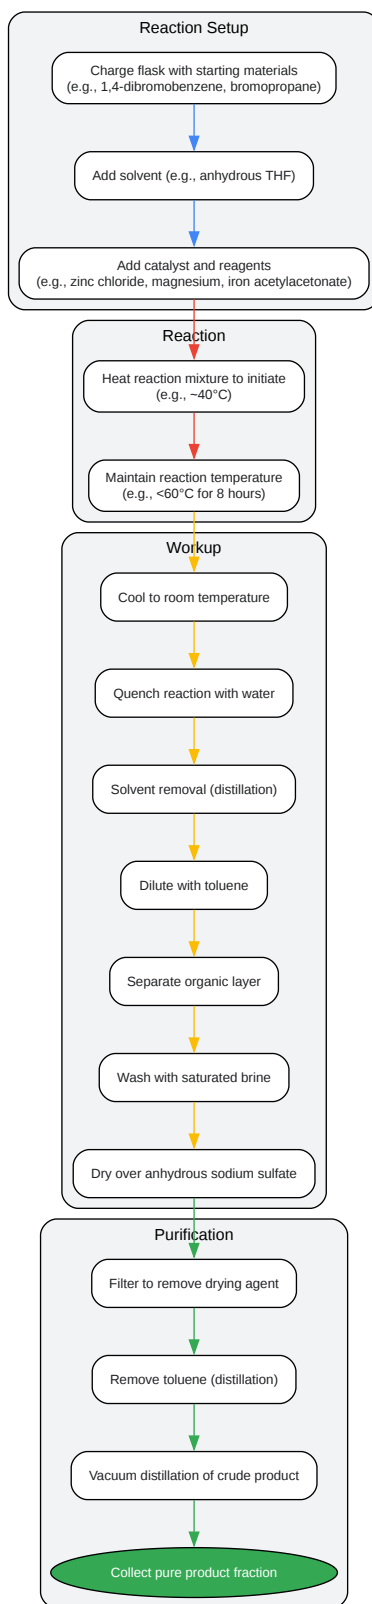 Reaction Setup
Charge flask with starting materials
(e.g., 1,4-dibromobenzene, bromopropane)
Add solvent (e.g., anhydrous THF)
Add catalyst and reagents
(e.g., zinc chloride, magnesium, iron acetylacetonate)
Reaction
Heat reaction mixture to initiate
(e.g., ~40°C)
Maintain reaction temperature
(e.g., <60°C for 8 hours)
Workup
Cool to room temperature
Quench reaction with water
Solvent removal (distillation)
Dilute with toluene
Separate organic layer
Wash with saturated brine
Dry over anhydrous sodium sulfate
Purification
Filter to remove drying agent
Remove toluene (distillation)
Vacuum distillation of crude product
Collect pure product fraction